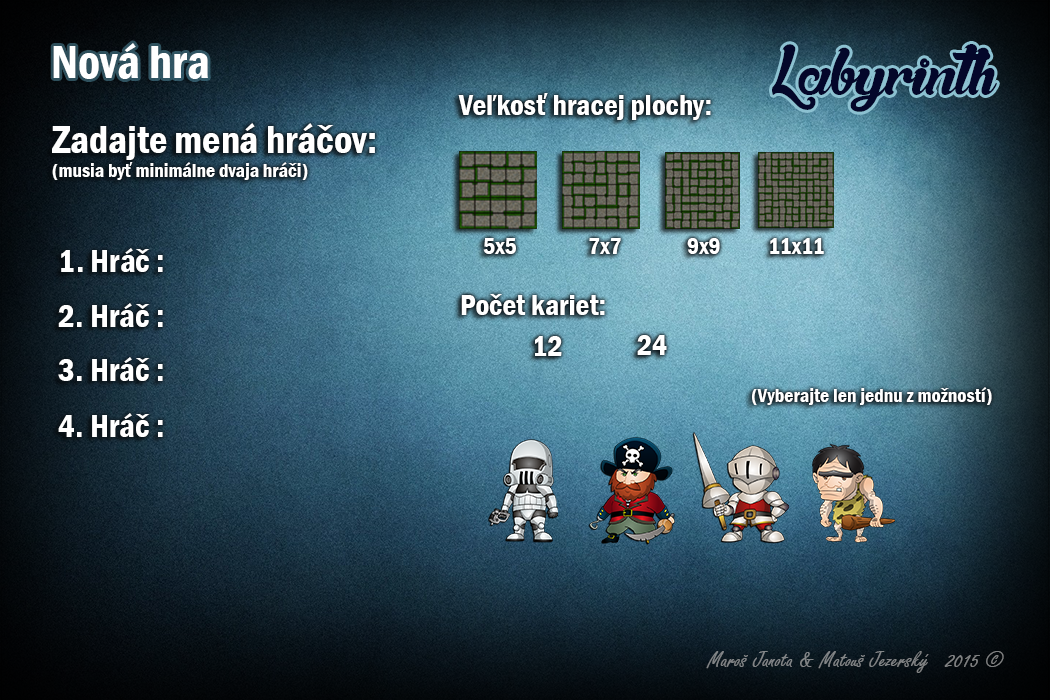 Nová hra
Labyrinth
Zadajte mená hráčov:
(musia byť minimálne dvaja hráči)
1. Hráč :
2. Hráč :
3. Hráč :
4. Hráč :
Veľkosť hracej plochy:
5x5 7x7 9x9 11x11
Počet kariet:
12 24
(Vyberajte len jednu z možností)
Maroš Janota & Matouš Jezerský 2015 ©